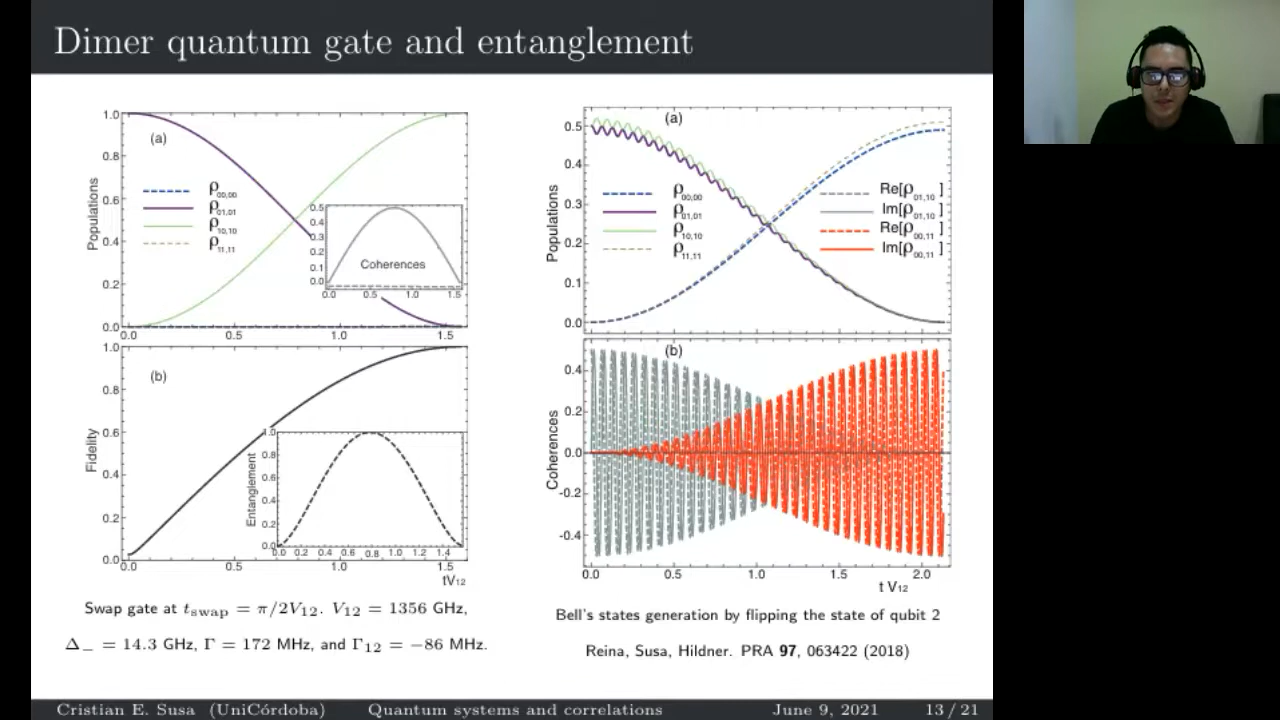 Dimer quantum gate and entanglement
(a)
Populations
1.0
0.8
0.6
0.4
0.2
0.0
ρ00,00
ρ01,01
ρ10,10
ρ11,11
0.5
0.4
0.3
0.2
0.1
0.0
Coherences
0.0 0.5 1.0 1.5
0.0 0.5 1.0 1.5
(b)
Fidelity
1.0
0.8
0.6
0.4
0.2
0.0
Entanglement
1.0
0.8
0.6
0.4
0.2
0.0
0.0 0.2 0.4 0.6 0.8 1.0 1.2 1.4
0.0 0.5 1.0 1.5
tV12
Swap gate at tswap = π/2V12. V12 = 1356 GHz,
Δ− = 14.3 GHz, Γ = 172 MHz, and Γ12 = −86 MHz.
(a)
Populations
0.5
0.4
0.3
0.2
0.1
0.0
ρ00,00
ρ01,01
ρ10,10
ρ11,11
Re[ρ01,10]
Im[ρ01,10]
Re[ρ00,11]
Im[ρ00,11]
(b)
Coherences
0.4
0.2
0.0
-0.2
-0.4
0.0 0.5 1.0 1.5 2.0
t V12
Bell's states generation by flipping the state of qubit 2
Reina, Susa, Hildner. PRA 97, 063422 (2018)
Cristian E. Susa (UniCórdoba) Quantum systems and correlations June 9, 2021 13 / 21